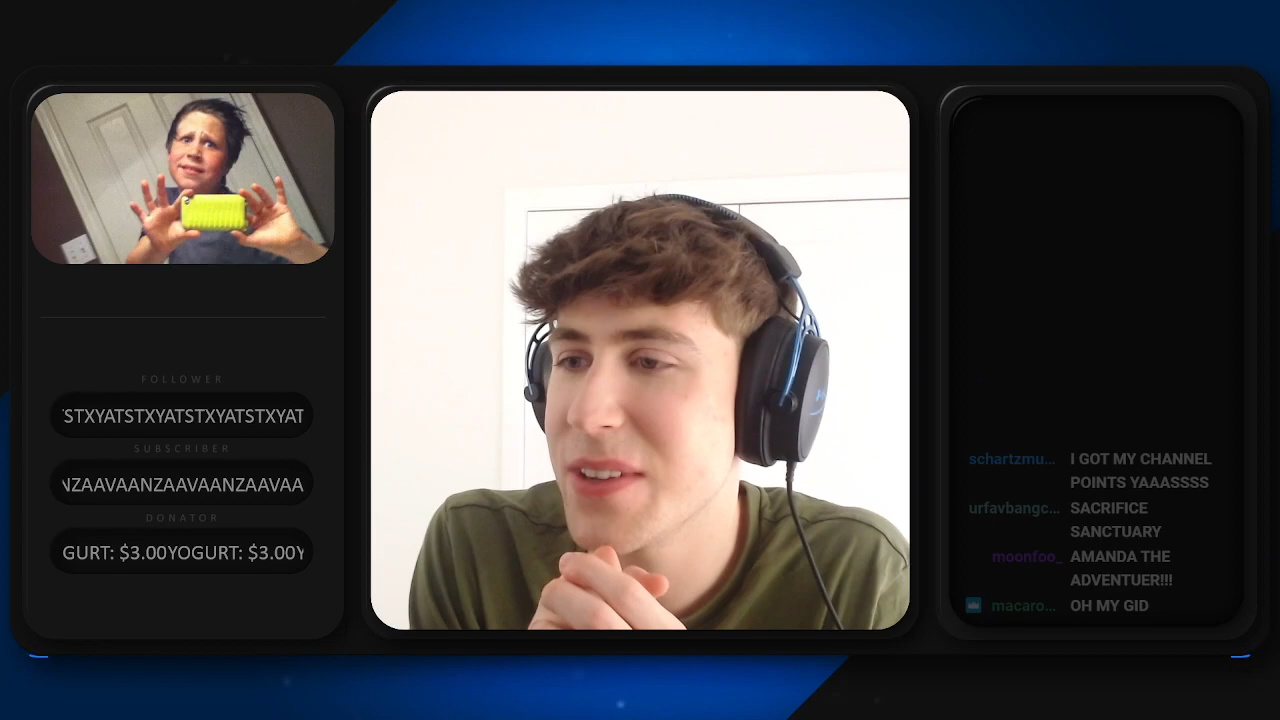 FOLLOWER
STXYATSTXYATSTXYATSTXYAT
SUBSCRIBER
NZAAVAANZAAVAANZAAVAA
DONATOR
GURT: $3.00YOGURT: $3.00Y
schartzmu... I GOT MY CHANNEL
POINTS YAAASSSS
urfavbangc... SACRIFICE
SANCTUARY
moonfoo_ AMANDA THE
ADVENTUER!!!
macaro... OH MY GID